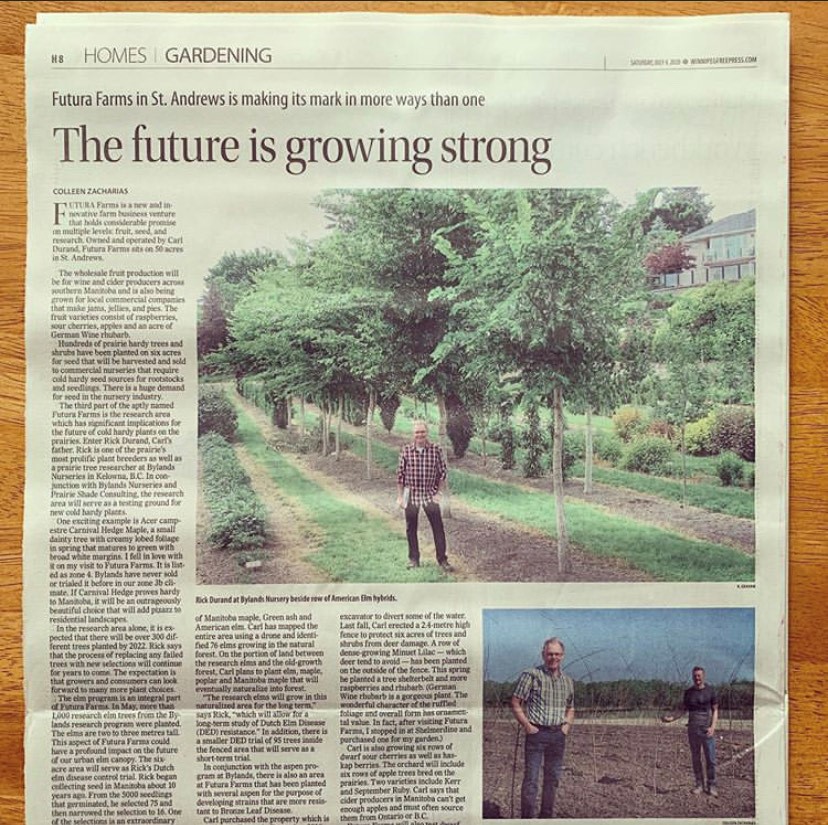 H8 HOMES | GARDENING
SATURDAY, JULY 4, 2020 WINNIPEGFREEPRESS.COM
Futura Farms in St. Andrews is making its mark in more ways than one
The future is growing strong
COLLEEN ZACHARIAS
FUTURA Farms is a new and in-
novative farm business venture
that holds considerable promise
on multiple levels: fruit, seed, and
research. Owned and operated by Carl
Durand, Futura Farms sits on 50 acres
in St. Andrews.
The wholesale fruit production will
be for wine and cider producers across
southern Manitoba and is also being
grown for local commercial companies
that make jams, jellies, and pies. The
fruit varieties consist of raspberries,
sour cherries, apples and an acre of
German Wine rhubarb.
Hundreds of prairie hardy trees and
shrubs have been planted on six acres
for seed that will be harvested and sold
to commercial nurseries that require
cold hardy seed sources for rootstocks
and seedlings. There is a huge demand
for seed in the nursery industry.
The third part of the aptly named
Futura Farms is the research area
which has significant implications for
the future of cold hardy plants on the
prairies. Enter Rick Durand, Carl's
father. Rick is one of the prairie's
most prolific plant breeders as well as
a prairie tree researcher at Bylands
Nurseries in Kelowna, B.C. In con-
junction with Bylands Nurseries and
Prairie Shade Consulting, the research
area will serve as a testing ground for
new cold hardy plants.
One exciting example is Acer camp-
estre Carnival Hedge Maple, a small
dainty tree with creamy lobed foliage
in spring that matures to green with
broad white margins. I fell in love with
it on my visit to Futura Farms. It is list-
ed as zone 4. Bylands have never sold
or trialed it before in our zone 3b cli-
mate. If Carnival Hedge proves hardy
to Manitoba, it will be an outrageously
beautiful choice that will add pizazz to
residential landscapes.
In the research area alone, it is ex-
pected that there will be over 300 dif-
ferent trees planted by 2022. Rick says
that the process of replacing any failed
trees with new selections will continue
for years to come. The expectation is
that growers and consumers can look
forward to many more plant choices.
The elm program is an integral part
of Futura Farms. In May, more than
1,000 research elm trees from the By-
lands research program were planted.
The elms are two to three metres tall.
This aspect of Futura Farms could
have a profound impact on the future
of our urban elm canopy. The six-
acre area will serve as Rick's Dutch
elm disease control trial. Rick began
collecting seed in Manitoba about 10
years ago. From the 5000 seedlings
that germinated, he selected 75 and
then narrowed the selection to 16. One
of the selections is an extraordinary
Rick Durand at Bylands Nursery beside row of American Elm hybrids.
of Manitoba maple, Green ash and
American elm. Carl has mapped the
entire area using a drone and identi-
fied 76 elms growing in the natural
forest. On the portion of land between
the research elms and the old-growth
forest, Carl plans to plant elm, maple,
poplar and Manitoba maple that will
eventually naturalize into forest.
"The research elms will grow in this
naturalized area for the long term,"
says Rick, "which will allow for a
long-term study of Dutch Elm Disease
(DED) resistance." In addition, there is
a smaller DED trial of 95 trees inside
the fenced area that will serve as a
short-term trial.
In conjunction with the aspen pro-
gram at Bylands, there is also an area
at Futura Farms that has been planted
with several aspen for the purpose of
developing strains that are more resis-
tant to Bronze Leaf Disease.
Carl purchased the property which is
excavator to divert some of the water.
Last fall, Carl erected a 2.4-metre high
fence to protect six acres of trees and
shrubs from deer damage. A row of
dense-growing Minuet Lilac — which
deer tend to avoid — has been planted
on the outside of the fence. This spring
he planted a tree shelterbelt and more
raspberries and rhubarb. (German
Wine rhubarb is a gorgeous plant. The
wonderful character of the ruffled
foliage and overall form has ornamen-
tal value. In fact, after visiting Futura
Farms, I stopped in at Shelmerdine and
purchased one for my garden.)
Carl is also growing six rows of
dwarf sour cherries as well as has-
kap berries. The orchard will include
six rows of apple trees bred on the
prairies. Two varieties include Kerr
and September Ruby. Carl says that
cider producers in Manitoba can't get
enough apples and must often source
them from Ontario or B.C.